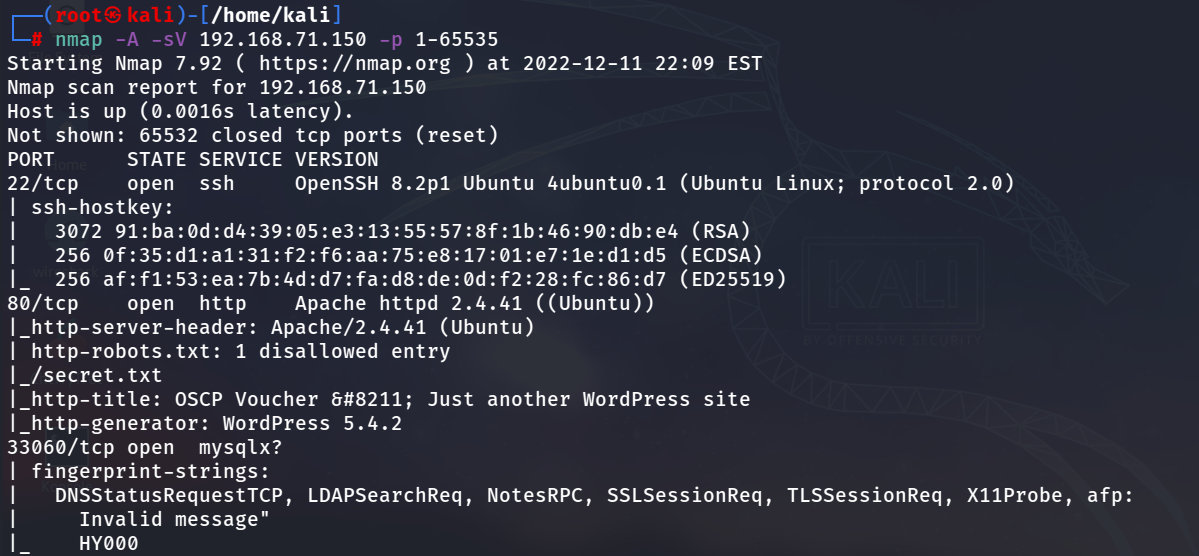 ┌──(root㉿kali)-[/home/kali]
└─# nmap -A -sV 192.168.71.150 -p 1-65535
Starting Nmap 7.92 ( https://nmap.org ) at 2022-12-11 22:09 EST
Nmap scan report for 192.168.71.150
Host is up (0.0016s latency).
Not shown: 65532 closed tcp ports (reset)
PORT      STATE SERVICE VERSION
22/tcp    open  ssh     OpenSSH 8.2p1 Ubuntu 4ubuntu0.1 (Ubuntu Linux; protocol 2.0)
| ssh-hostkey:
|   3072 91:ba:0d:d4:39:05:e3:13:55:57:8f:1b:46:90:db:e4 (RSA)
|   256 0f:35:d1:a1:31:f2:f6:aa:75:e8:17:01:e7:1e:d1:d5 (ECDSA)
|_  256 af:f1:53:ea:7b:4d:d7:fa:d8:de:0d:f2:28:fc:86:d7 (ED25519)
80/tcp    open  http    Apache httpd 2.4.41 ((Ubuntu))
|_http-server-header: Apache/2.4.41 (Ubuntu)
| http-robots.txt: 1 disallowed entry
|_/secret.txt
|_http-title: OSCP Voucher &#8211; Just another WordPress site
|_http-generator: WordPress 5.4.2
33060/tcp open  mysqlx?
| fingerprint-strings:
|   DNSStatusRequestTCP, LDAPSearchReq, NotesRPC, SSLSessionReq, TLSSessionReq, X11Probe, afp:
|     Invalid message"
|_    HY000
KALI
BY OFFENSIVE SECURITY